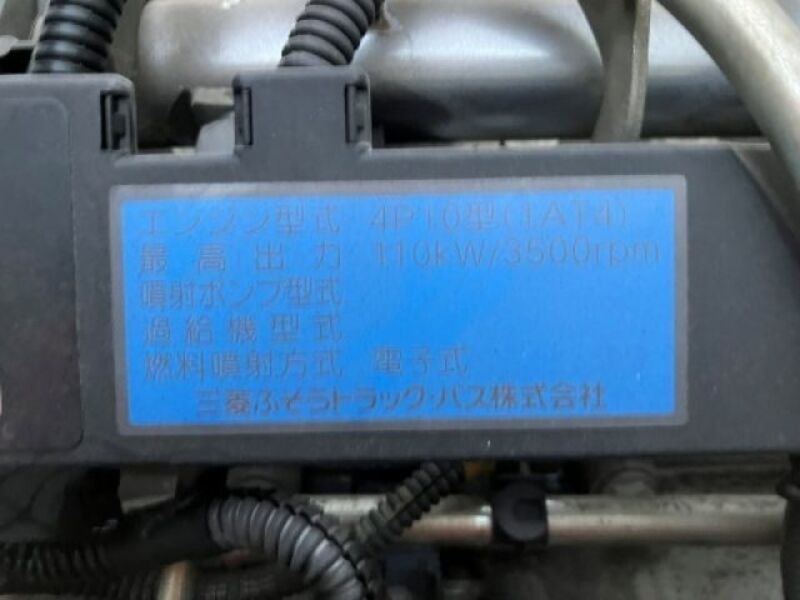 エンジン型式 4P10型(1AT4)
最高出力 110kW/3500rpm
噴射ポンプ型式
過給機型式
燃料噴射方式 電子式
三菱ふそうトラック・バス株式会社